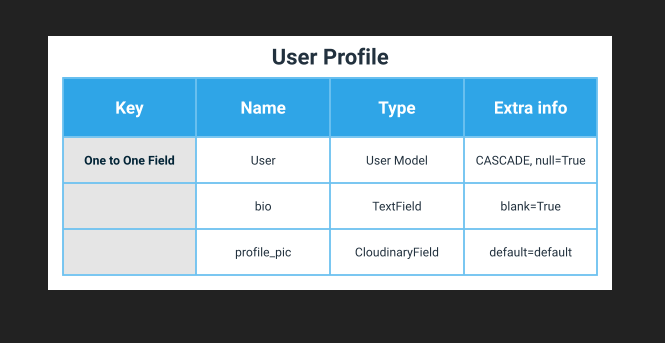 User Profile
Key Name Type Extra info
One to One Field User User Model CASCADE, null=True
bio TextField blank=True
profile_pic CloudinaryField default=default